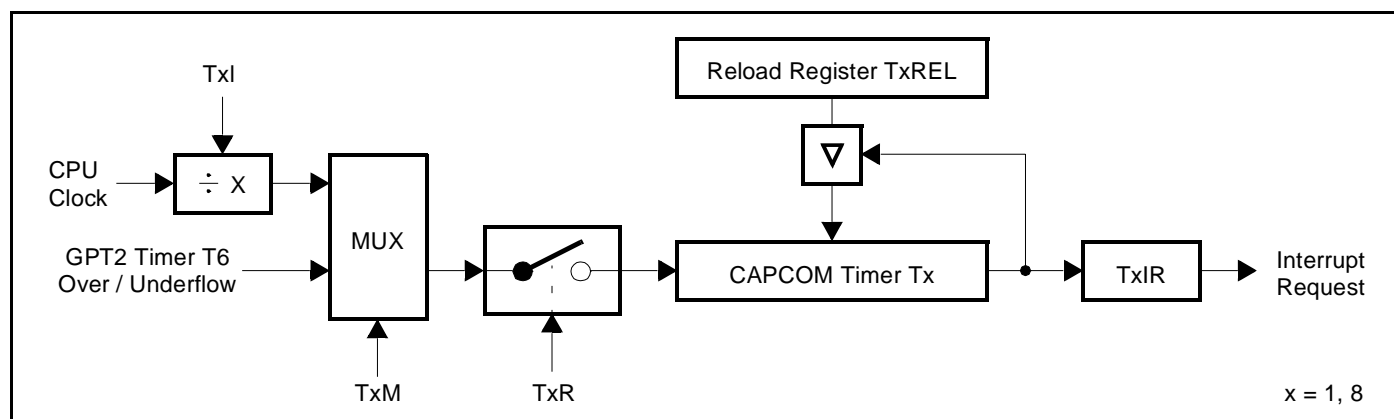 Reload Register TxREL
TxI
CPU
Clock
÷ X
MUX
GPT2 Timer T6
Over / Underflow
CAPCOM Timer Tx
TxIR
Interrupt
Request
TxM
TxR
x = 1, 8